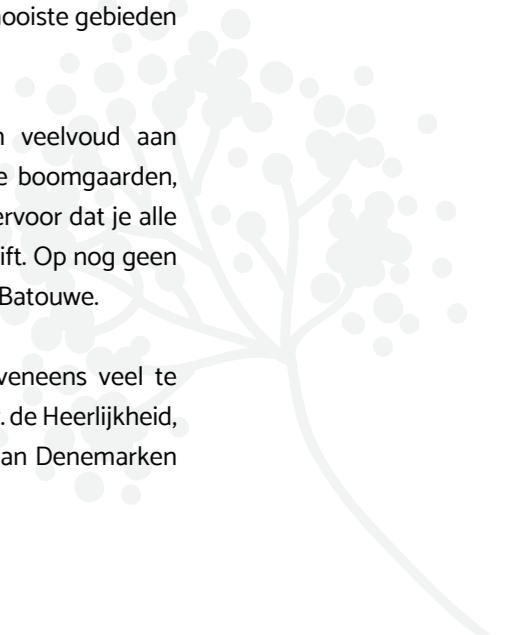 ooiste gebieden
veelvoud aan
e boomgaarden,
ervoor dat je alle
ift. Op nog geen
Batouwe.
veneens veel te
. de Heerlijkheid,
an Denemarken